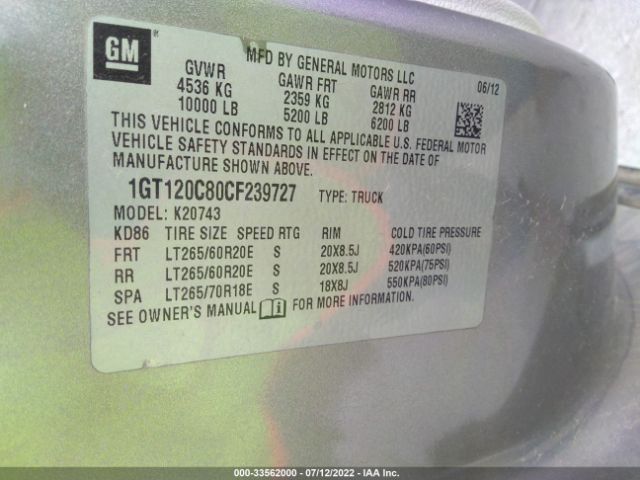 GM
MFD BY GENERAL MOTORS LLC
GVWR GAWR FRT GAWR RR 06/12
4536 KG 2359 KG 2812 KG
10000 LB 5200 LB 6200 LB
THIS VEHICLE CONFORMS TO ALL APPLICABLE U.S. FEDERAL MOTOR
VEHICLE SAFETY STANDARDS IN EFFECT ON THE DATE OF
MANUFACTURE SHOWN ABOVE.
1GT120C80CF239727 TYPE: TRUCK
MODEL: K20743
KD86 TIRE SIZE SPEED RTG RIM COLD TIRE PRESSURE
FRT LT265/60R20E S 20X8.5J 420KPA(60PSI)
RR LT265/60R20E S 20X8.5J 520KPA(75PSI)
SPA LT265/70R18E S 18X8J 550KPA(80PSI)
SEE OWNER'S MANUAL FOR MORE INFORMATION.
000-33562000 - 07/12/2022 - IAA Inc.